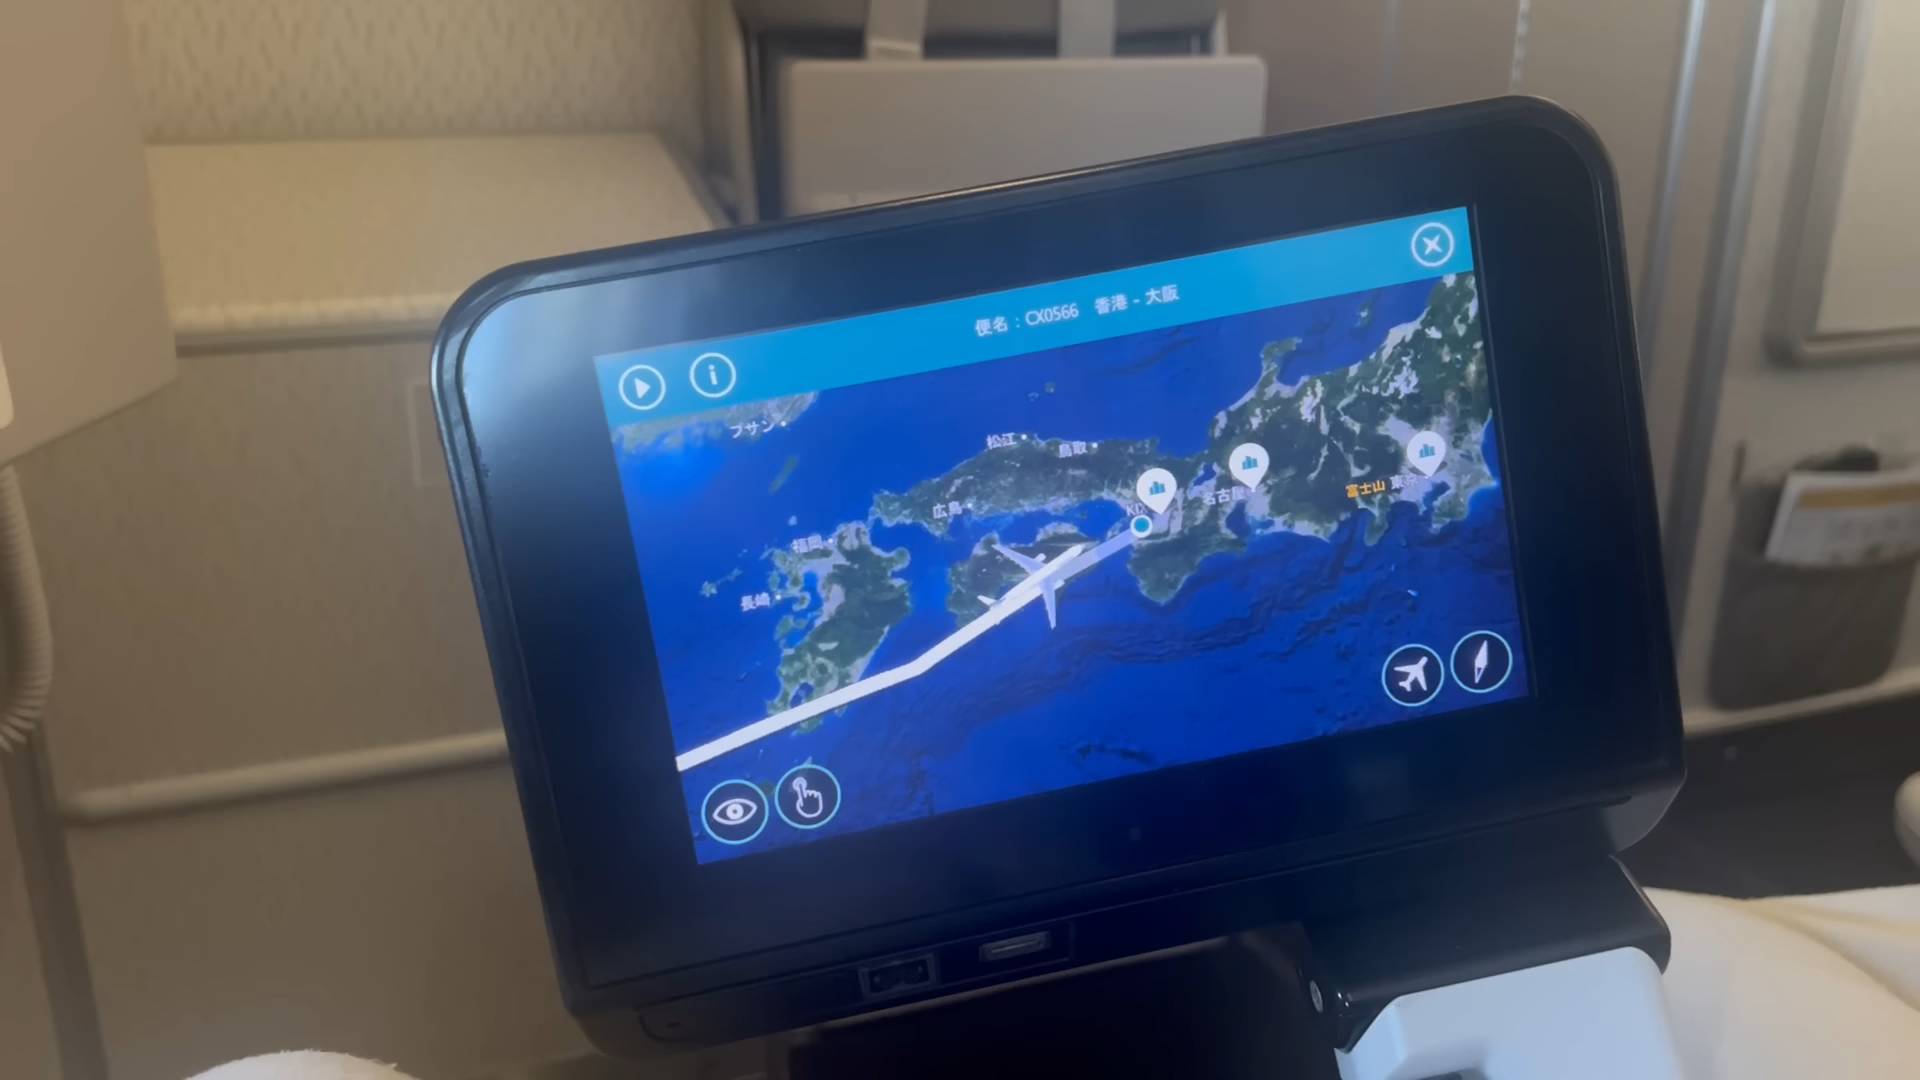 便名 : CX0566 香港 - 大阪
プサン
松江
鳥取
広島
福岡
長崎
名古屋
富士山 東京